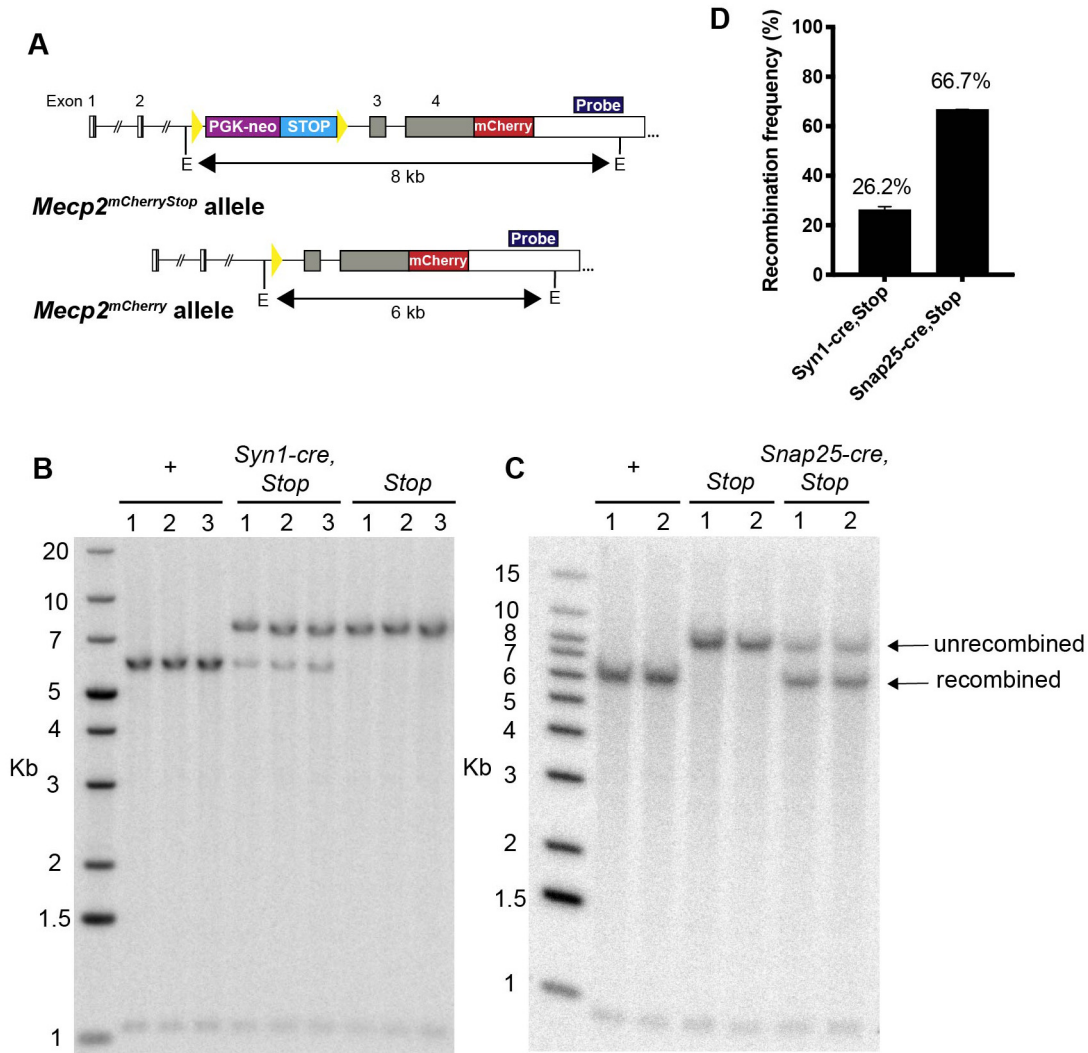 A
Exon 1 2 3 4
Probe
PGK-neo STOP mCherry ...
E E
8 kb
Mecp2mCherryStop allele
Probe
mCherry ...
E E
6 kb
Mecp2mCherry allele
D
Recombination frequency (%)
100
80
60
40
20
0
26.2%
66.7%
Syn1-cre,Stop
Snap25-cre,Stop
B
+ Syn1-cre, Stop Stop
1 2 3 1 2 3 1 2 3
20
10
7
5
4
Kb
3
2
1.5
1
C
+ Stop Snap25-cre, Stop
1 2 1 2 1 2
15
10
8
7
6
5
4
Kb
3
2
1.5
1
unrecombined
recombined